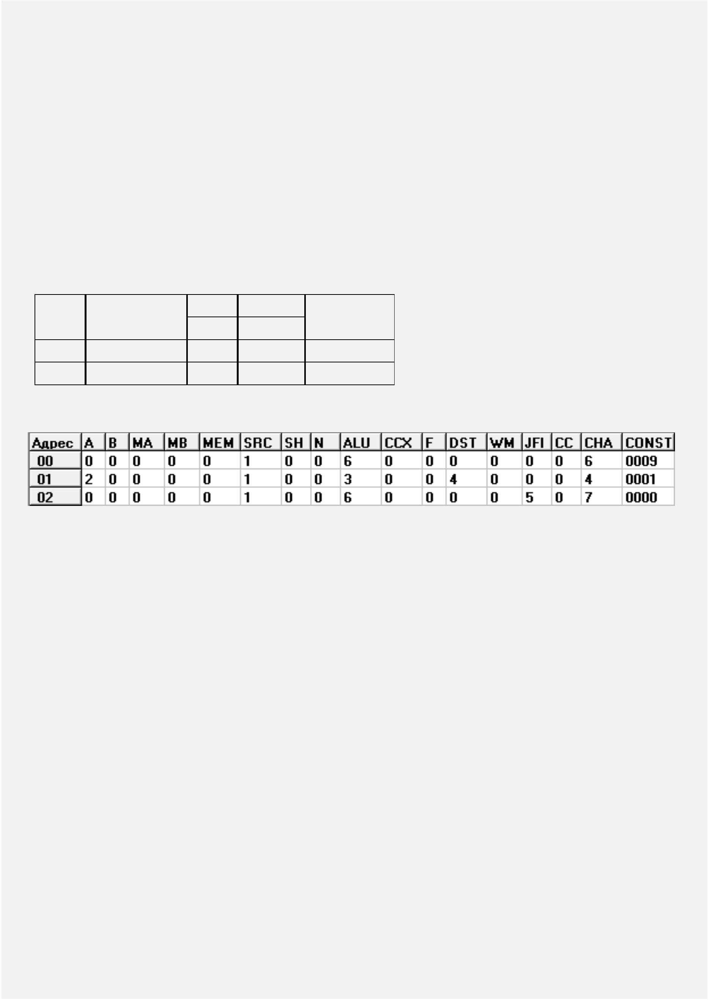 Адрес A B MA MB MEM SRC SH N ALU CCX F DST WM JFI CC CHA CONST
00 0 0 0 0 0 1 0 0 6 0 0 0 0 0 0 6 0009
01 2 0 0 0 0 1 0 0 3 0 0 4 0 0 0 4 0001
02 0 0 0 0 0 1 0 0 6 0 0 0 0 5 0 7 0000